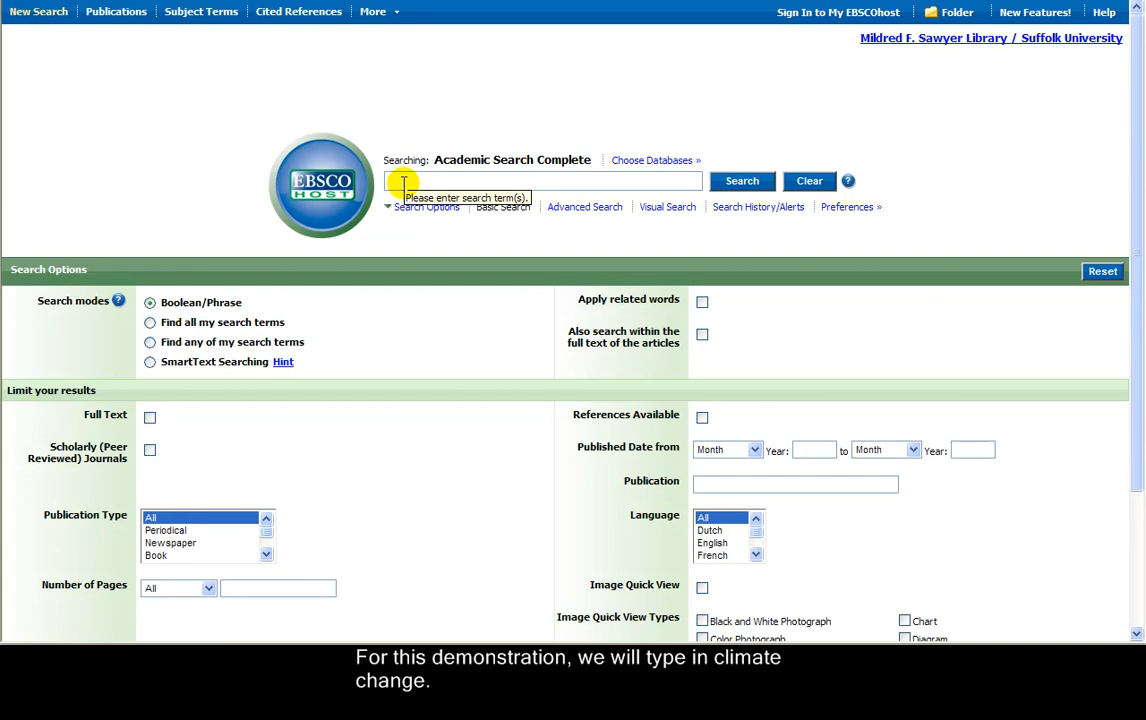 New Search Publications Subject Terms Cited References More Sign In to My EBSCOhost Folder New Features! Help
Mildred F. Sawyer Library / Suffolk University
EBSCO
HOST
Searching: Academic Search Complete Choose Databases »
Search Clear ?
Please enter search term(s).
Search Options Basic Search Advanced Search Visual Search Search History/Alerts Preferences »
Search Options Reset
Search modes ? Boolean/Phrase Apply related words
Find all my search terms
Find any of my search terms Also search within the
full text of the articles
SmartText Searching Hint
Limit your results
Full Text References Available
Scholarly (Peer
Reviewed) Journals Published Date from Month Year: to Month Year:
Publication
Publication Type All Language All
Periodical Dutch
Newspaper English
Book French
Number of Pages All Image Quick View
Image Quick View Types Black and White Photograph Chart
Color Photograph Diagram
For this demonstration, we will type in climate
change.